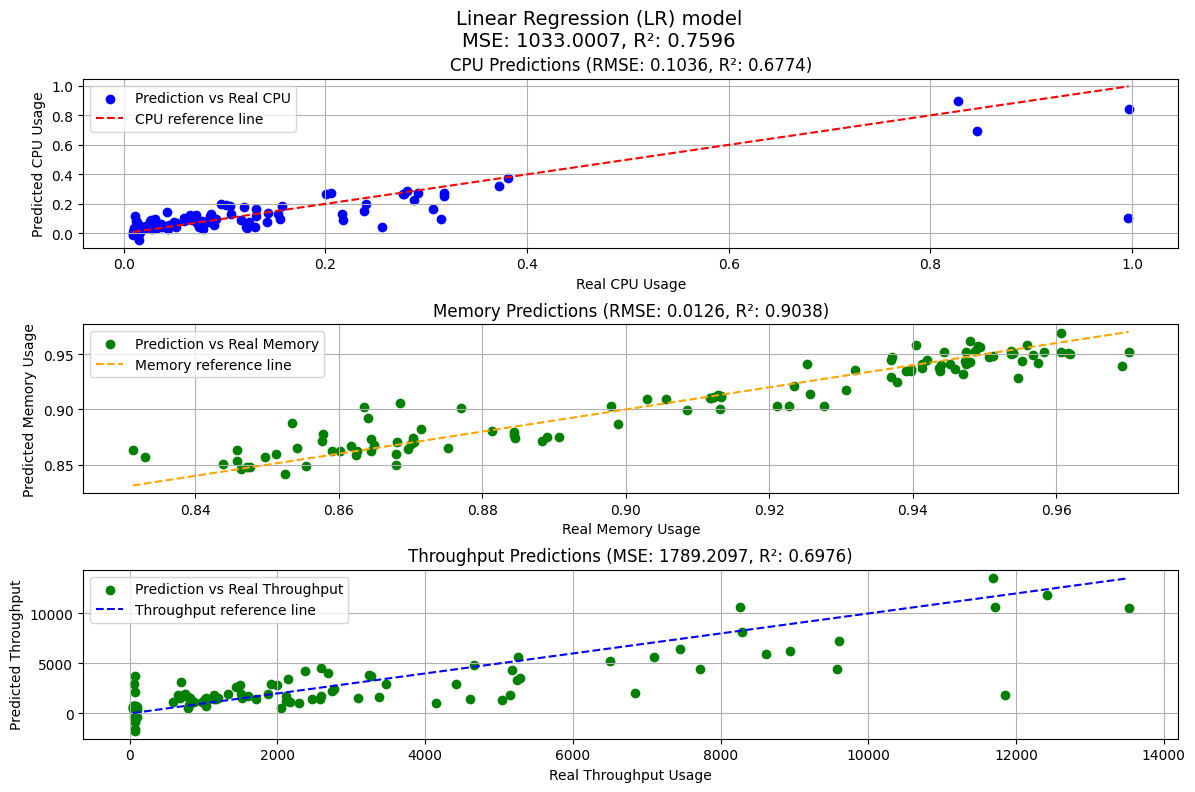 Linear Regression (LR) model
MSE: 1033.0007, R²: 0.7596
CPU Predictions (RMSE: 0.1036, R²: 0.6774)
Predicted CPU Usage
1.0
0.8
0.6
0.4
0.2
0.0
Prediction vs Real CPU
CPU reference line
0.0 0.2 0.4 0.6 0.8 1.0
Real CPU Usage
Memory Predictions (RMSE: 0.0126, R²: 0.9038)
Predicted Memory Usage
0.95
0.90
0.85
Prediction vs Real Memory
Memory reference line
0.84 0.86 0.88 0.90 0.92 0.94 0.96
Real Memory Usage
Throughput Predictions (MSE: 1789.2097, R²: 0.6976)
Predicted Throughput
10000
5000
0
Prediction vs Real Throughput
Throughput reference line
0 2000 4000 6000 8000 10000 12000 14000
Real Throughput Usage